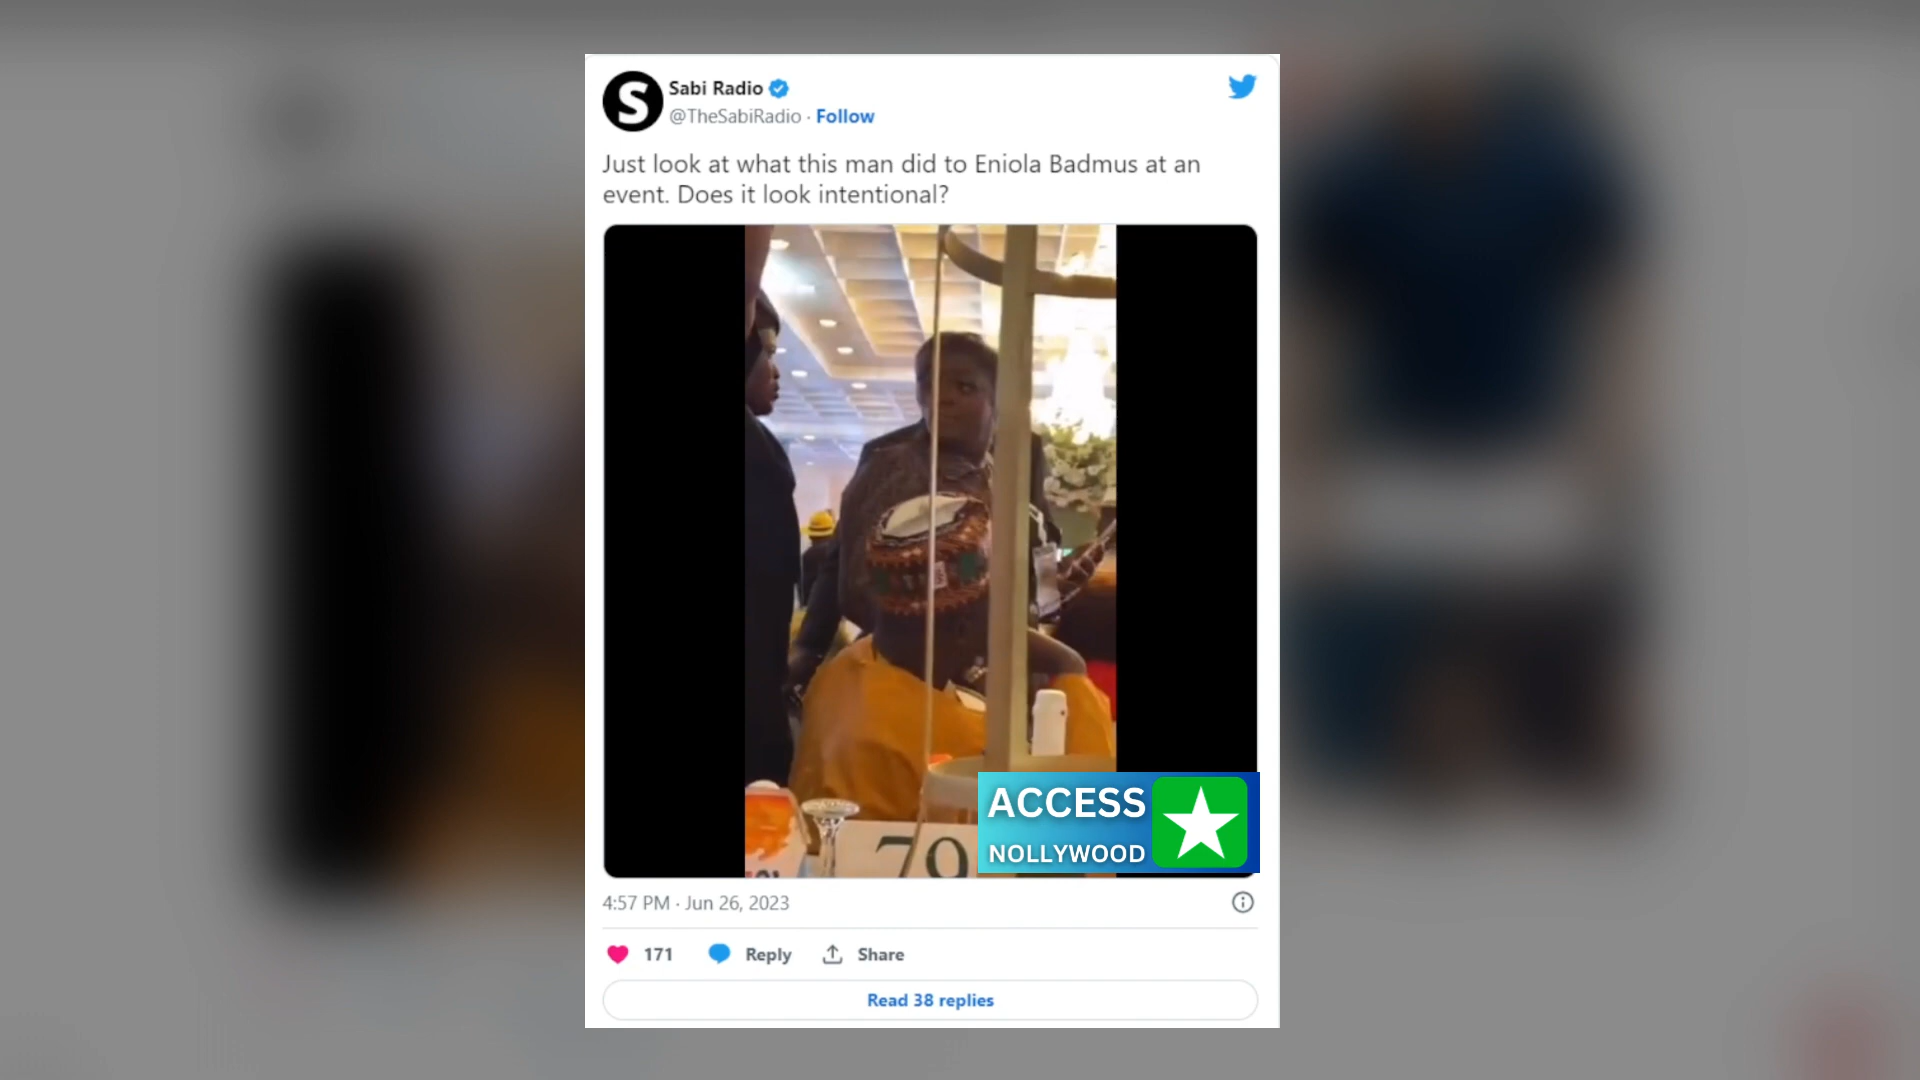 S
Sabi Radio
@TheSabiRadio · Follow
Just look at what this man did to Eniola Badmus at an
event. Does it look intentional?
79
ACCESS
NOLLYWOOD
4:57 PM · Jun 26, 2023
171
Reply
Share
Read 38 replies